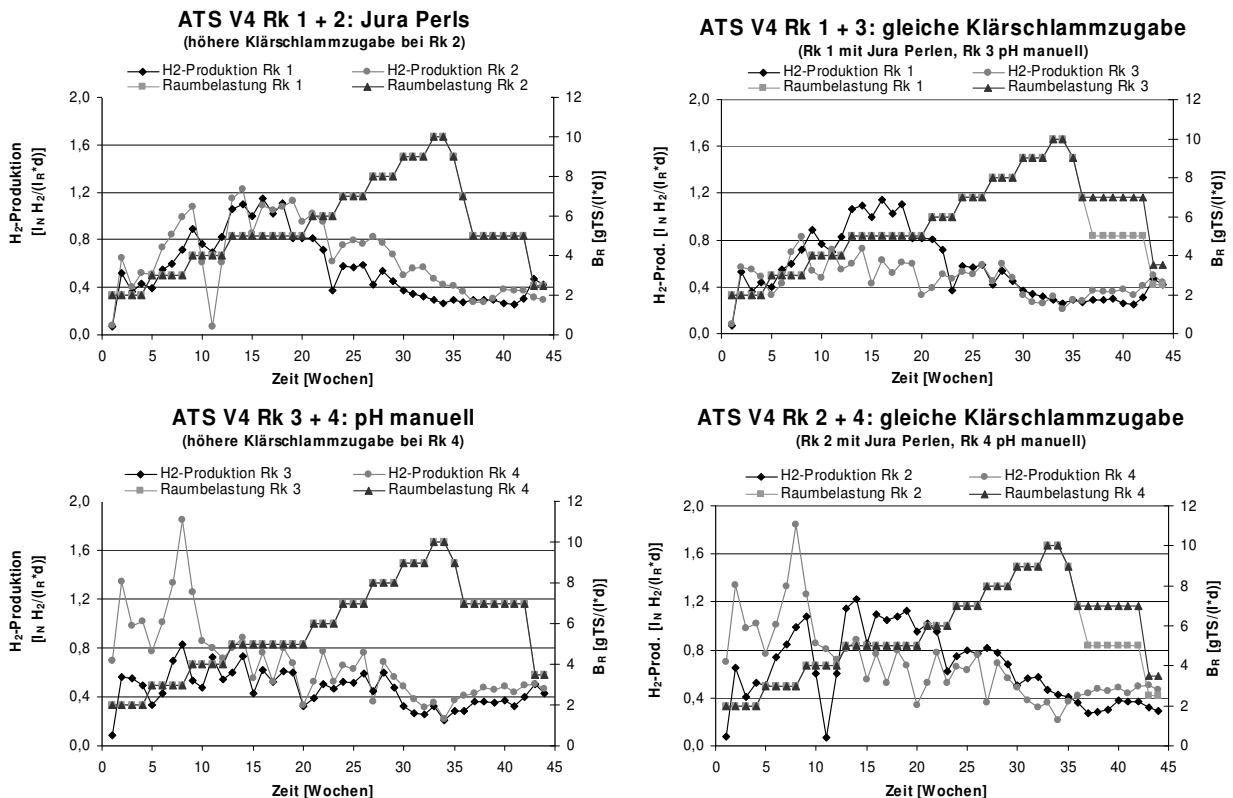 ATS V4 Rk 1 + 2: Jura Perls
(höhere Klärschlammzugabe bei Rk 2)
H2-Produktion Rk 1
H2-Produktion Rk 2
Raumbelastung Rk 1
Raumbelastung Rk 2
H2-Produktion
[lN H2/(lR*d)]
2,0
1,6
1,2
0,8
0,4
0,0
12
10
8
6
4
2
0
BR [gTS/(l*d)]
0 5 10 15 20 25 30 35 40 45
Zeit [Wochen]
ATS V4 Rk 1 + 3: gleiche Klärschlammzugabe
(Rk 1 mit Jura Perlen, Rk 3 pH manuell)
H2-Produktion Rk 1
H2-Produktion Rk 3
Raumbelastung Rk 1
Raumbelastung Rk 3
H2-Prod. [lN H2/(lR*d)]
2,0
1,6
1,2
0,8
0,4
0,0
12
10
8
6
4
2
0
BR [gTS/(l*d)]
0 5 10 15 20 25 30 35 40 45
Zeit [Wochen]
ATS V4 Rk 3 + 4: pH manuell
(höhere Klärschlammzugabe bei Rk 4)
H2-Produktion Rk 3
H2-Produktion Rk 4
Raumbelastung Rk 3
Raumbelastung Rk 4
H2-Produktion
[lN H2/(lR*d)]
2,0
1,6
1,2
0,8
0,4
0,0
12
10
8
6
4
2
0
BR [gTS/(l*d)]
0 5 10 15 20 25 30 35 40 45
Zeit [Wochen]
ATS V4 Rk 2 + 4: gleiche Klärschlammzugabe
(Rk 2 mit Jura Perlen, Rk 4 pH manuell)
H2-Produktion Rk 2
H2-Produktion Rk 4
Raumbelastung Rk 2
Raumbelastung Rk 4
H2-Prod. [lN H2/(lR*d)]
2,0
1,6
1,2
0,8
0,4
0,0
12
10
8
6
4
2
0
BR [gTS/(l*d)]
0 5 10 15 20 25 30 35 40 45
Zeit [Wochen]